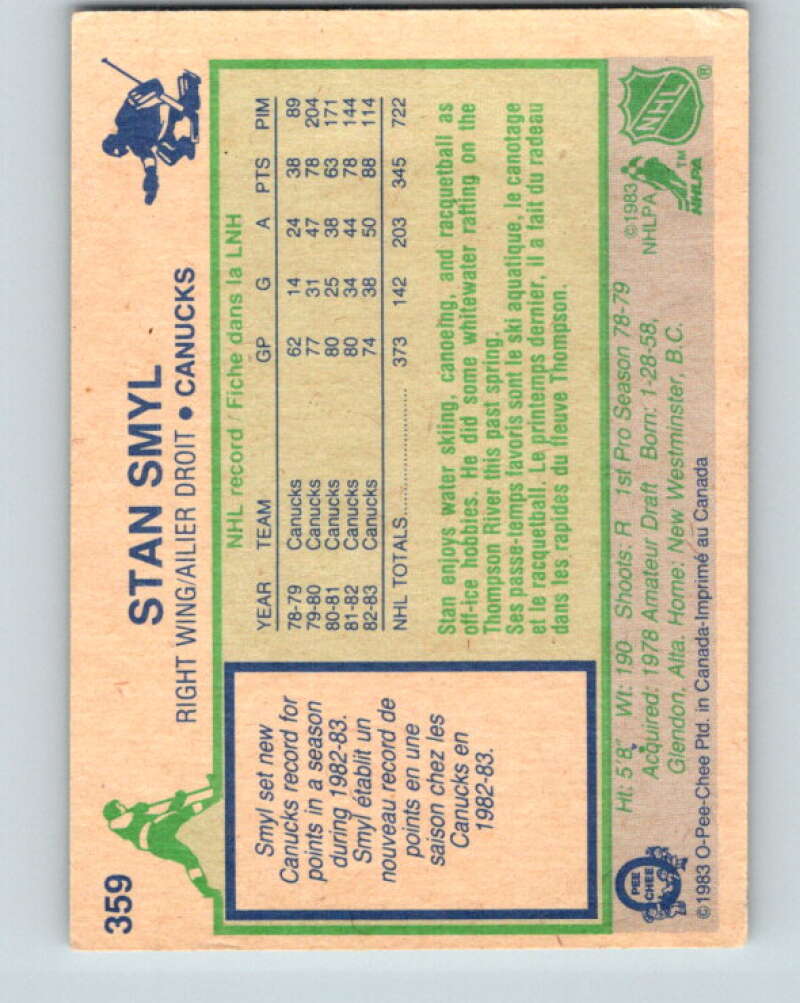 359
STAN SMYL
RIGHT WING/AILIER DROIT • CANUCKS
Smyl set new
Canucks record for
points in a season
during 1982-83.
Smyl établit un
nouveau record de
points en une
saison chez les
Canucks en
1982-83.
NHL record / Fiche dans la LNH
YEAR TEAM GP G A PTS PIM
78-79 Canucks 62 14 24 38 89
79-80 Canucks 77 31 47 78 204
80-81 Canucks 80 25 38 63 171
81-82 Canucks 80 34 44 78 144
82-83 Canucks 74 38 50 88 114
NHL TOTALS 373 142 203 345 722
Stan enjoys water skiing, canoeing, and racquetball as
off-ice hobbies. He did some whitewater rafting on the
Thompson River this past spring.
Ses passe-temps favoris sont le ski aquatique, le canotage
et le racquetball. Le printemps dernier, il a fait du radeau
dans les rapides du fleuve Thompson.
PEE
CHEE
Ht: 5'8" Wt: 190 Shoots: R 1st Pro Season 78-79
Acquired: 1978 Amateur Draft Born: 1-28-58,
Glendon, Alta. Home: New Westminster, B.C.
©1983 O-Pee-Chee Ptd. in Canada-Imprimé au Canada
©1983
NHLPA
NHL ®
NHLPA ™